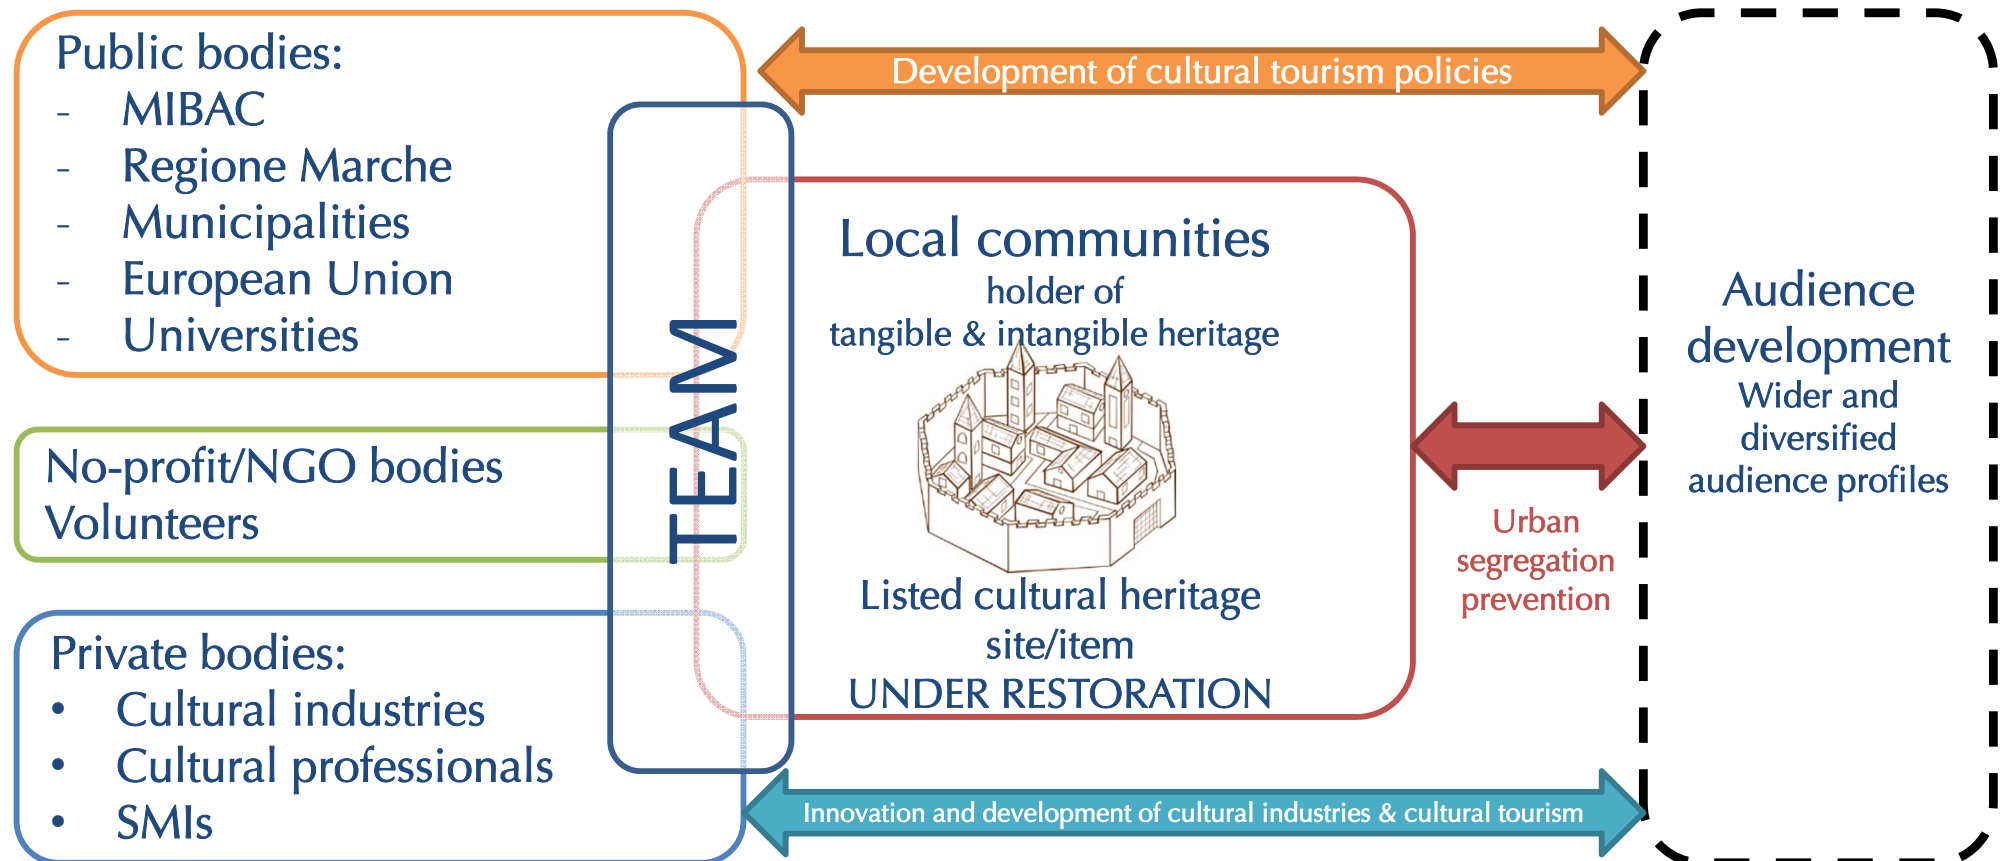 Public bodies:
- MIBAC
- Regione Marche
- Municipalities
- European Union
- Universities
No-profit/NGO bodies
Volunteers
Private bodies:
• Cultural industries
• Cultural professionals
• SMIs
TEAM
Development of cultural tourism policies
Local communities
holder of
tangible & intangible heritage
Listed cultural heritage
site/item
UNDER RESTORATION
Urban
segregation
prevention
Innovation and development of cultural industries & cultural tourism
Audience
development
Wider and
diversified
audience profiles